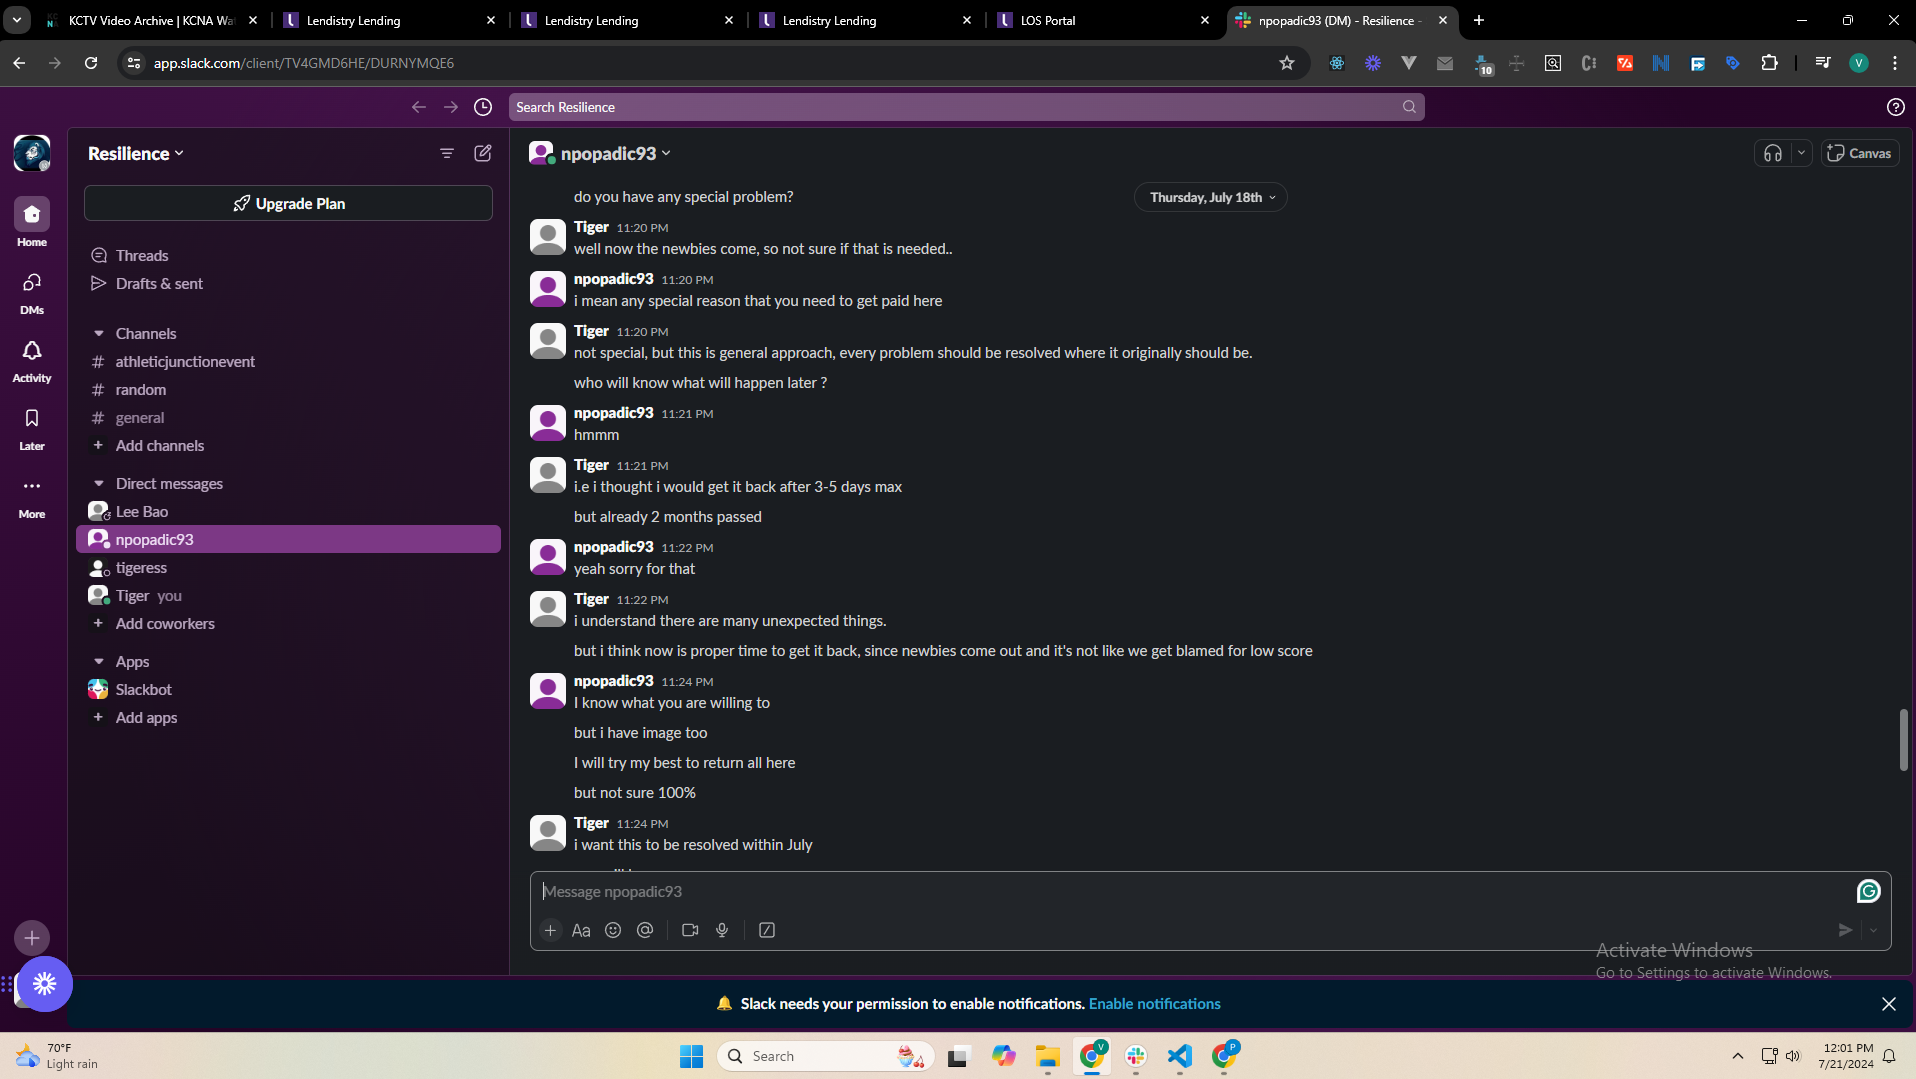 KCTV Video Archive | KCNA Wa
Lendistry Lending
Lendistry Lending
Lendistry Lending
LOS Portal
npopadic93 (DM) - Resilience -
app.slack.com/client/TV4GMD6HE/DURNYMQE6
10
V
Search Resilience
Resilience
Upgrade Plan
Home
DMs
Activity
Later
More
Threads
Drafts & sent
Channels
# athleticjunctionevent
# random
# general
+ Add channels
Direct messages
Lee Bao
npopadic93
tigeress
Tiger you
+ Add coworkers
Apps
Slackbot
+ Add apps
npopadic93
Canvas
Thursday, July 18th
do you have any special problem?
Tiger 11:20 PM
well now the newbies come, so not sure if that is needed..
npopadic93 11:20 PM
i mean any special reason that you need to get paid here
Tiger 11:20 PM
not special, but this is general approach, every problem should be resolved where it originally should be.
who will know what will happen later ?
npopadic93 11:21 PM
hmmm
Tiger 11:21 PM
i.e i thought i would get it back after 3-5 days max
but already 2 months passed
npopadic93 11:22 PM
yeah sorry for that
Tiger 11:22 PM
i understand there are many unexpected things.
but i think now is proper time to get it back, since newbies come out and it's not like we get blamed for low score
npopadic93 11:24 PM
I know what you are willing to
but i have image too
I will try my best to return all here
but not sure 100%
Tiger 11:24 PM
i want this to be resolved within July
Message npopadic93
Aa
Activate Windows
Go to Settings to activate Windows.
Slack needs your permission to enable notifications. Enable notifications
70°F
Light rain
Search
V
P
12:01 PM
7/21/2024